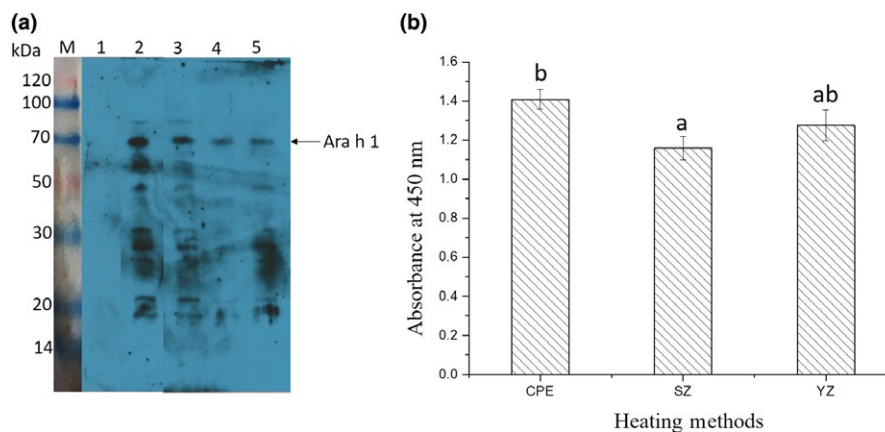 (a)
kDa M 1 2 3 4 5
120
100
70
Ara h 1
50
30
20
14
(b)
1.6
1.4
1.2
1.0
0.8
0.6
0.4
0.2
0.0
Absorbance at 450 nm
b
a
ab
CPE SZ YZ
Heating methods